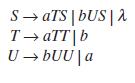 S → aTS | bUS | λ
T → aTT | b
U → bUU | a